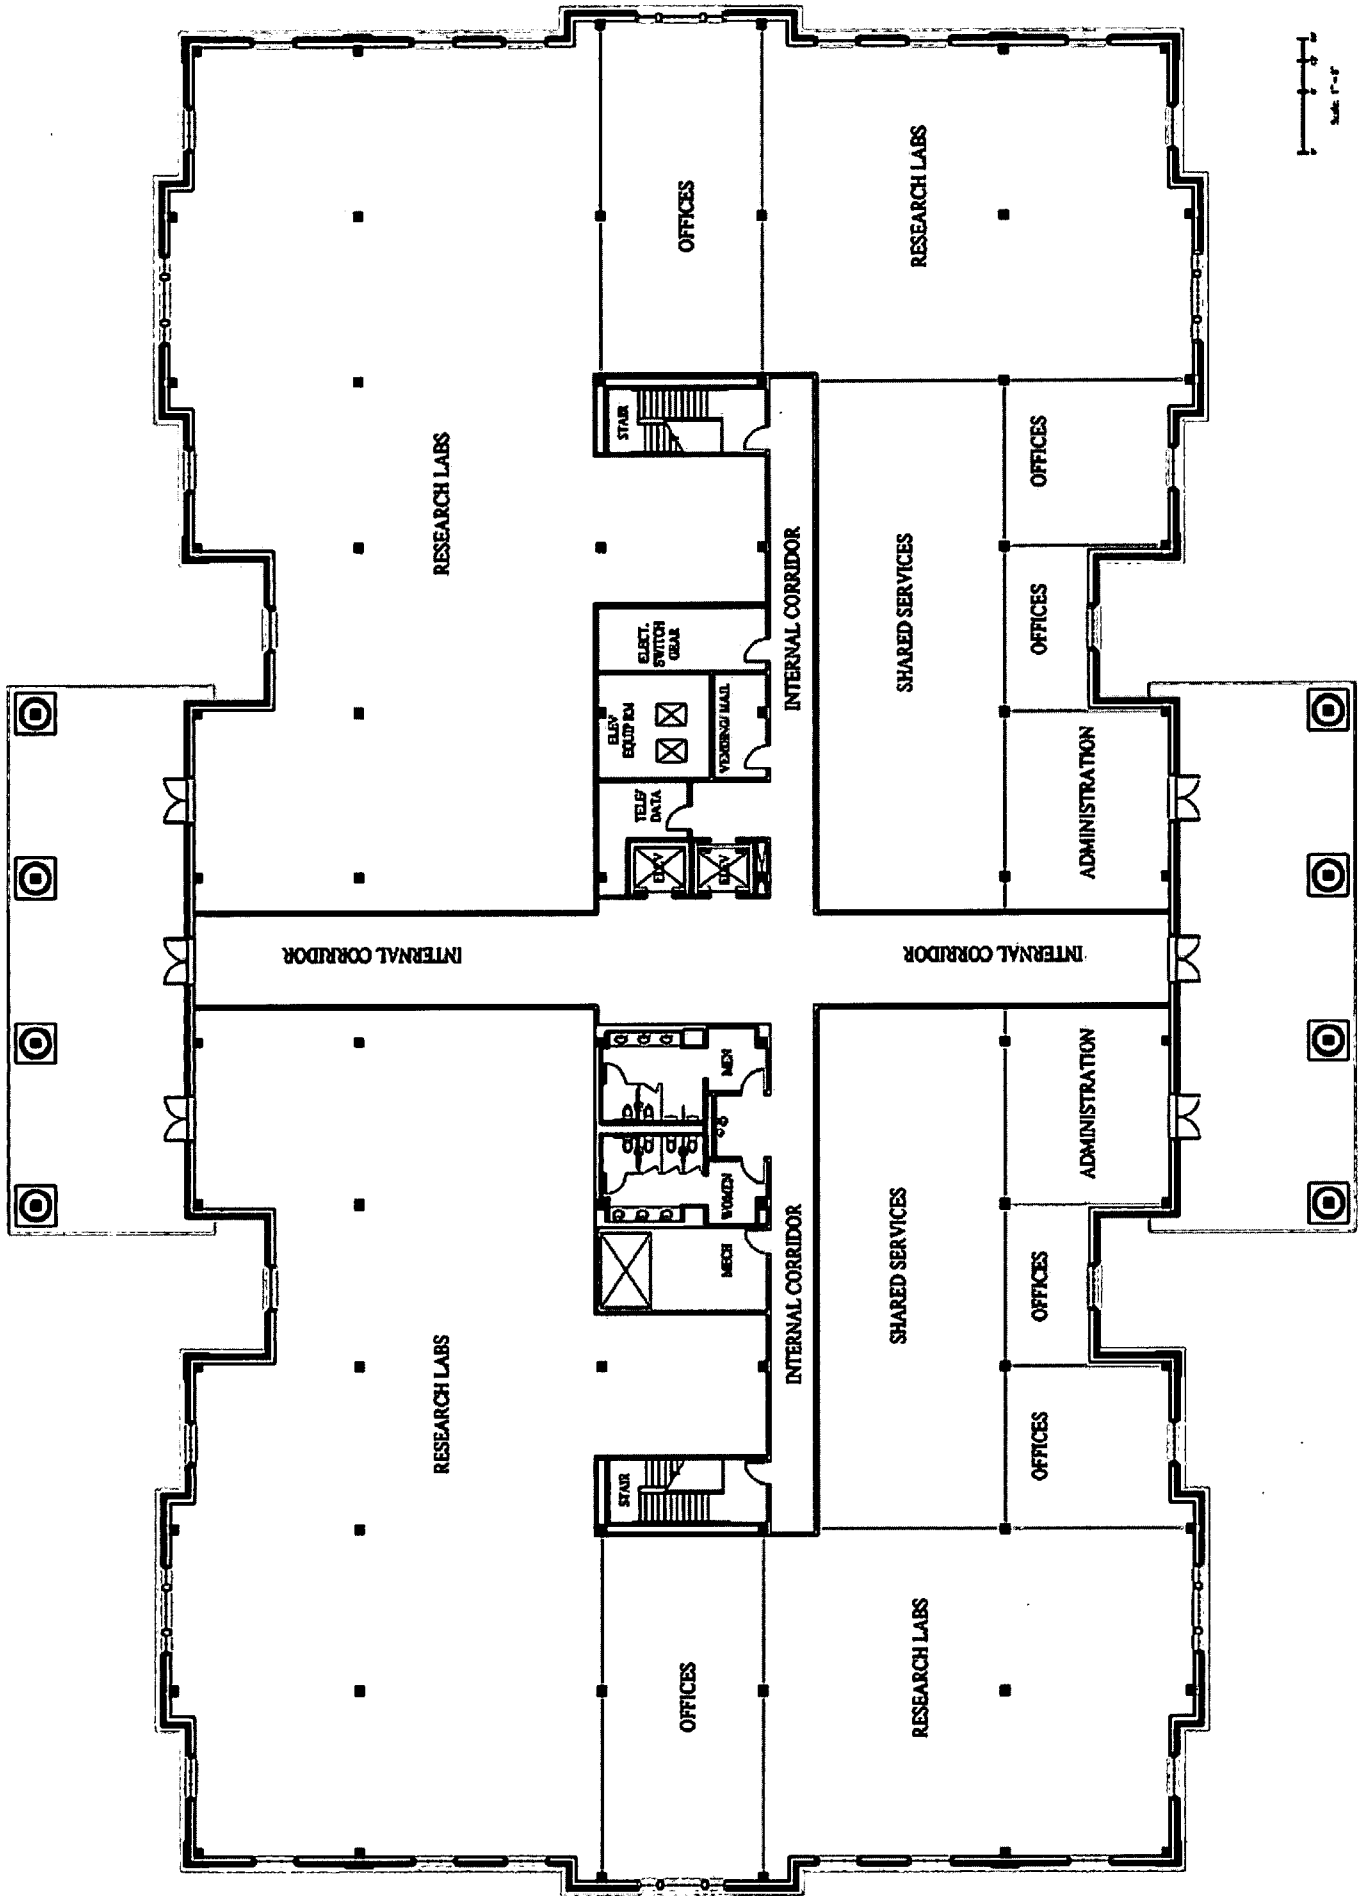 INTERNAL CORRIDOR
RESEARCH LABS
RESEARCH LABS
STAIR
TELE/
DATA
ELEV
EQUIP RM
ELECT.
SWITCH
GEAR
STAIR
OFFICES
ELEV
OFFICES
MECH
WOMEN
MEN
ELEV
VENDING/ MAIL
INTERNAL CORRIDOR
INTERNAL CORRIDOR
RESEARCH LABS
SHARED SERVICES
SHARED SERVICES
RESEARCH LABS
INTERNAL CORRIDOR
OFFICES
OFFICES
OFFICES
OFFICES
ADMINISTRATION
ADMINISTRATION